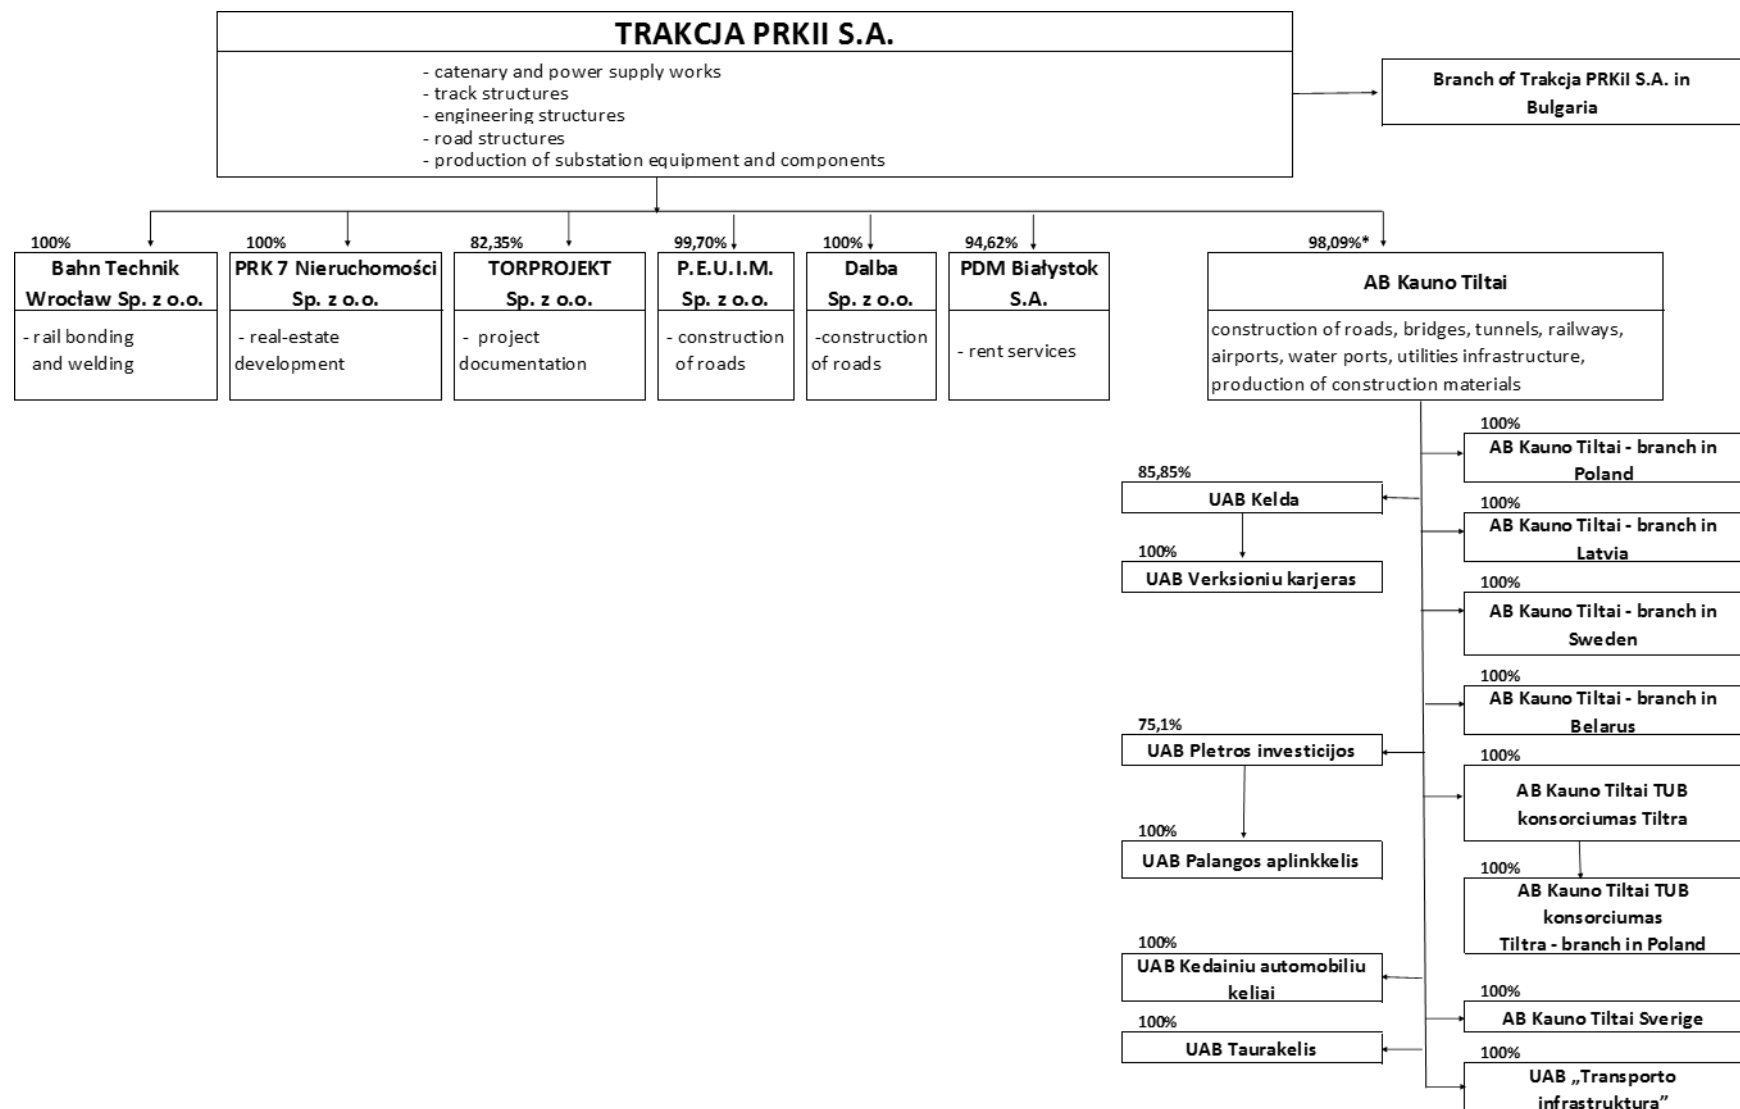 TRAKCJA PRKII S.A.
- catenary and power supply works
- track structures
- engineering structures
- road structures
- production of substation equipment and components
Branch of Trakcja PRKiI S.A. in
Bulgaria
100%
Bahn Technik
Wrocław Sp. z o.o.
- rail bonding
and welding
100%
PRK 7 Nieruchomości
Sp. z o.o.
- real-estate
development
82,35%
TORPROJEKT
Sp. z o.o.
- project
documentation
99,70%
P.E.U.I.M.
Sp. z o.o.
- construction
of roads
100%
Dalba
Sp. z o.o.
-construction
of roads
94,62%
PDM Białystok
S.A.
- rent services
98,09%*
AB Kauno Tiltai
construction of roads, bridges, tunnels, railways,
airports, water ports, utilities infrastructure,
production of construction materials
85,85%
UAB Kelda
100%
UAB Verksioniu karjeras
75,1%
UAB Pletros investicijos
100%
UAB Palangos aplinkkelis
100%
UAB Kedainiu automobiliu
keliai
100%
UAB Taurakelis
100%
AB Kauno Tiltai - branch in
Poland
100%
AB Kauno Tiltai - branch in
Latvia
100%
AB Kauno Tiltai - branch in
Sweden
100%
AB Kauno Tiltai - branch in
Belarus
100%
AB Kauno Tiltai TUB
konsorciumas Tiltra
100%
AB Kauno Tiltai TUB
konsorciumas
Tiltra - branch in Poland
100%
AB Kauno Tiltai Sverige
100%
UAB „Transporto
infrastruktura”